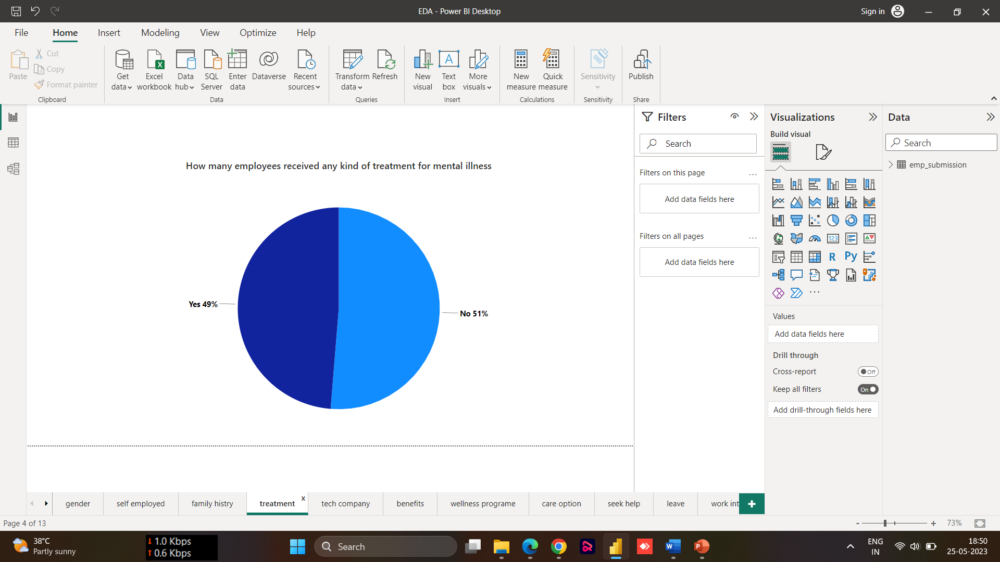 EDA - Power BI Desktop
Sign in
File Home Insert Modeling View Optimize Help
Paste
Cut
Copy
Format painter
Clipboard
Get data
Excel workbook
Data hub
SQL Server
Enter data
Dataverse
Recent sources
Data
Transform data
Refresh
Queries
New visual
Text box
More visuals
Insert
New measure
Quick measure
Calculations
Sensitivity
Sensitivity
Publish
Share
How many employees received any kind of treatment for mental illness
Yes 49%
No 51%
Filters
Search
Filters on this page
Add data fields here
Filters on all pages
Add data fields here
Visualizations
Build visual
123
R
Py
Values
Add data fields here
Drill through
Cross-report
Off
Keep all filters
On
Add drill-through fields here
Data
Search
emp_submission
gender
self employed
family histry
treatment
x
tech company
benefits
wellness programe
care option
seek help
leave
work int
Page 4 of 13
- + 73%
38°C
Partly sunny
1.0 Kbps
0.6 Kbps
Search
ENG
IN
18:50
25-05-2023